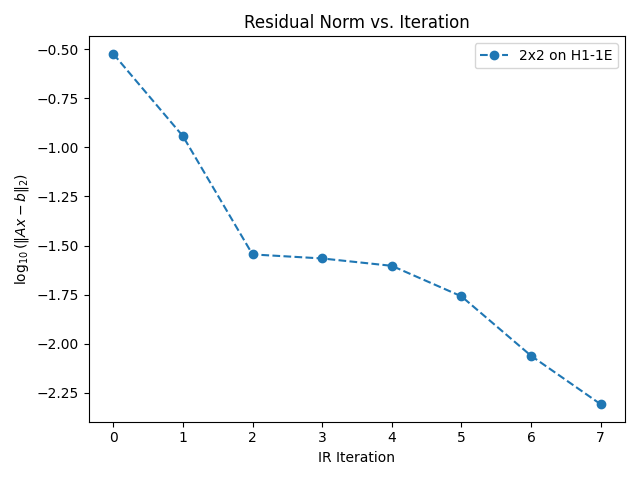 Residual Norm vs. Iteration
2x2 on H1-1E
log₁₀(‖Ax − b‖₂)
−0.50
−0.75
−1.00
−1.25
−1.50
−1.75
−2.00
−2.25
0 1 2 3 4 5 6 7
IR Iteration